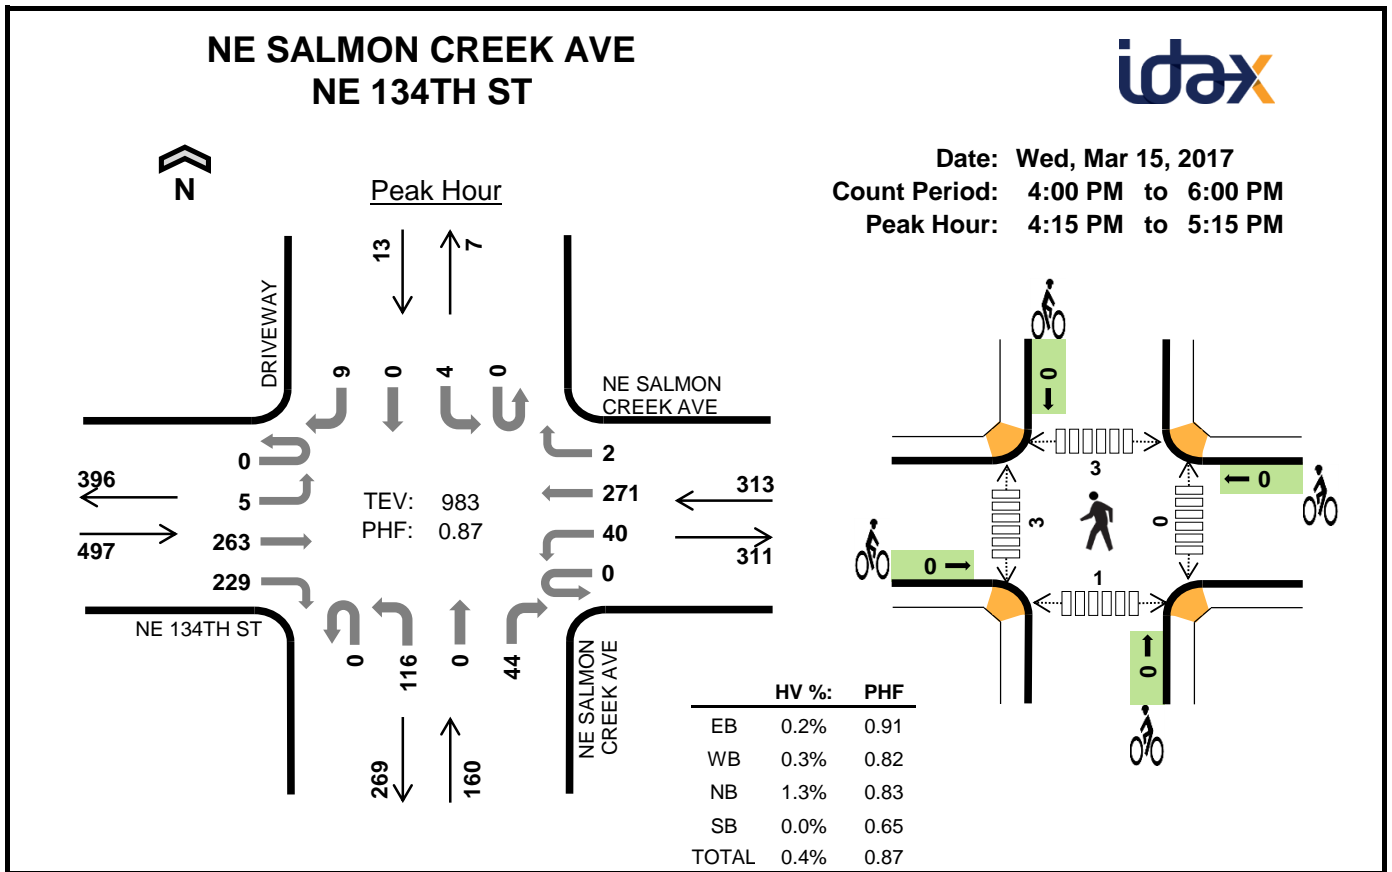 NE SALMON CREEK AVE
NE 134TH ST
idax
N
Peak Hour
Date: Wed, Mar 15, 2017
Count Period: 4:00 PM to 6:00 PM
Peak Hour: 4:15 PM to 5:15 PM
13
7
DRIVEWAY
9
0
4
0
NE SALMON
CREEK AVE
0
5
263
229
396
497
TEV: 983
PHF: 0.87
2
271
40
0
313
311
NE 134TH ST
0
116
0
44
NE SALMON
CREEK AVE
269
160
0
3
0
3
0
0
1
0
HV %: PHF
EB 0.2% 0.91
WB 0.3% 0.82
NB 1.3% 0.83
SB 0.0% 0.65
TOTAL 0.4% 0.87